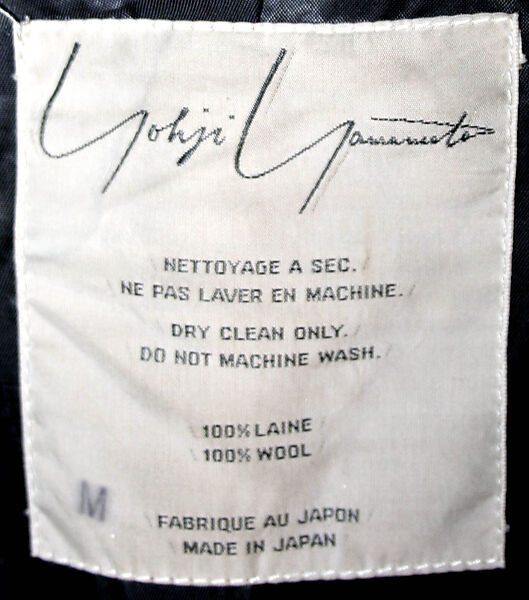 Yohji Yamamoto
NETTOYAGE A SEC.
NE PAS LAVER EN MACHINE.
DRY CLEAN ONLY.
DO NOT MACHINE WASH.
100% LAINE
100% WOOL
M
FABRIQUE AU JAPON
MADE IN JAPAN